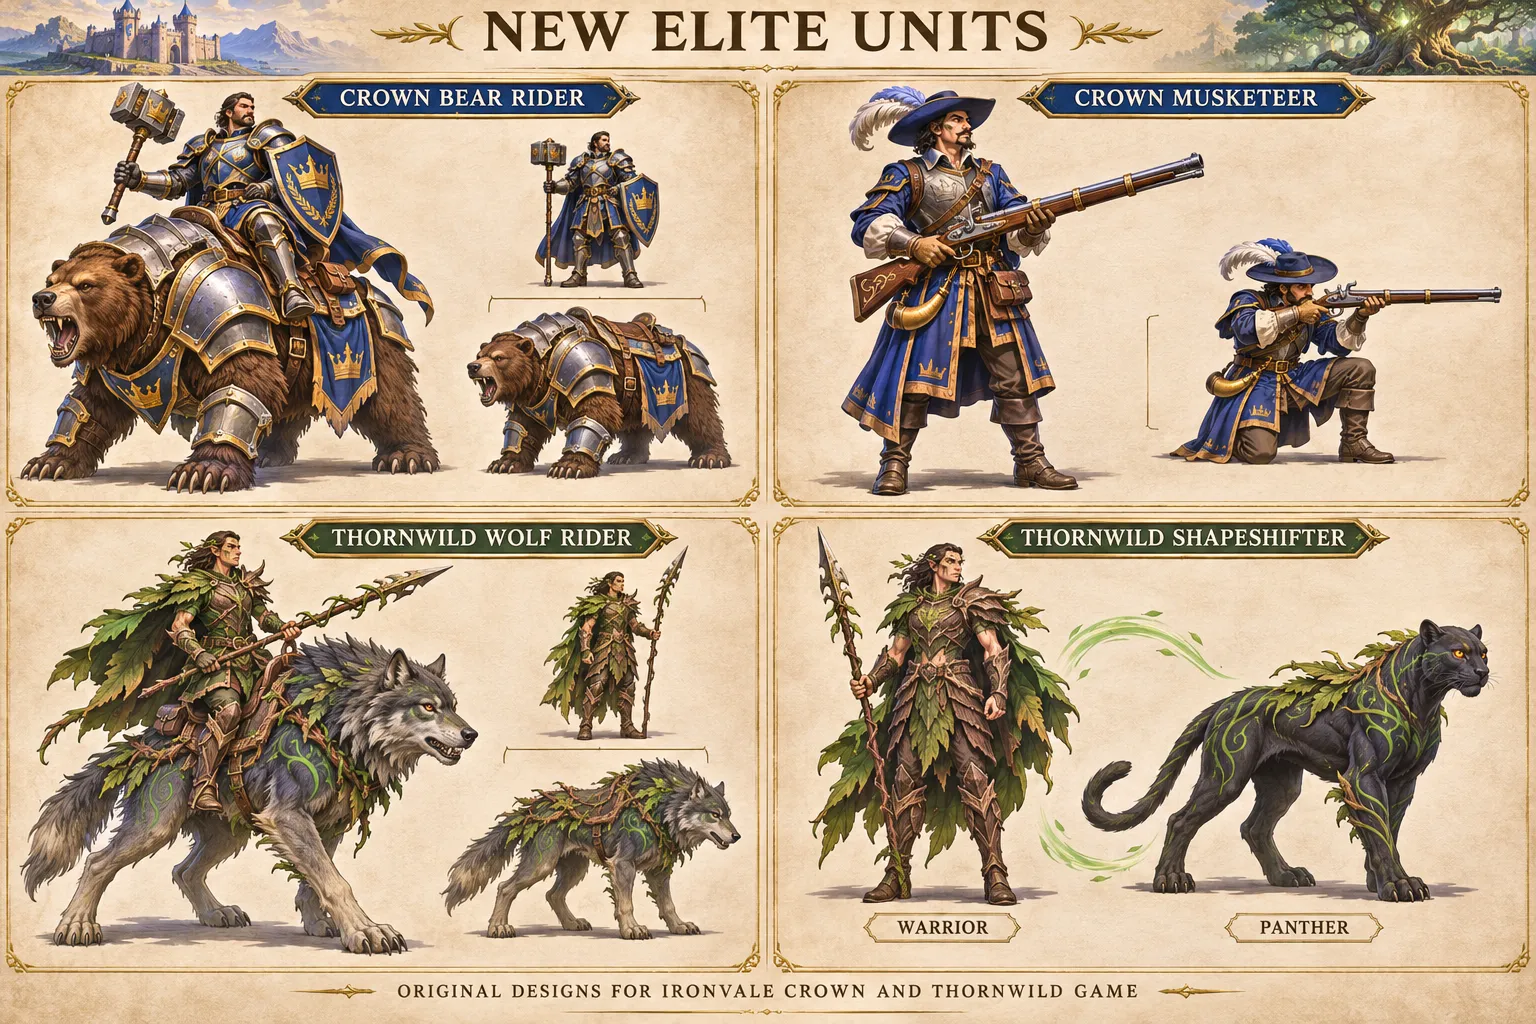 NEW ELITE UNITS
CROWN BEAR RIDER
CROWN MUSKETEER
THORNWILD WOLF RIDER
THORNWILD SHAPESHIFTER
WARRIOR
PANTHER
ORIGINAL DESIGNS FOR IRONVALE CROWN AND THORNWILD GAME